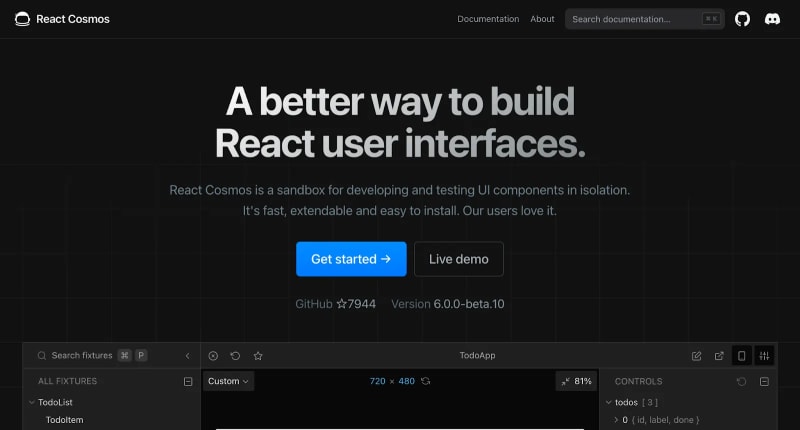 React Cosmos
Documentation About Search documentation... ⌘ K
A better way to build
React user interfaces.
React Cosmos is a sandbox for developing and testing UI components in isolation.
It's fast, extendable and easy to install. Our users love it.
Get started → Live demo
GitHub ☆7944 Version 6.0.0-beta.10
Search fixtures ⌘ P TodoApp
ALL FIXTURES Custom 720 × 480 81% CONTROLS
TodoList todos [ 3 ]
TodoItem 0 { id, label, done }